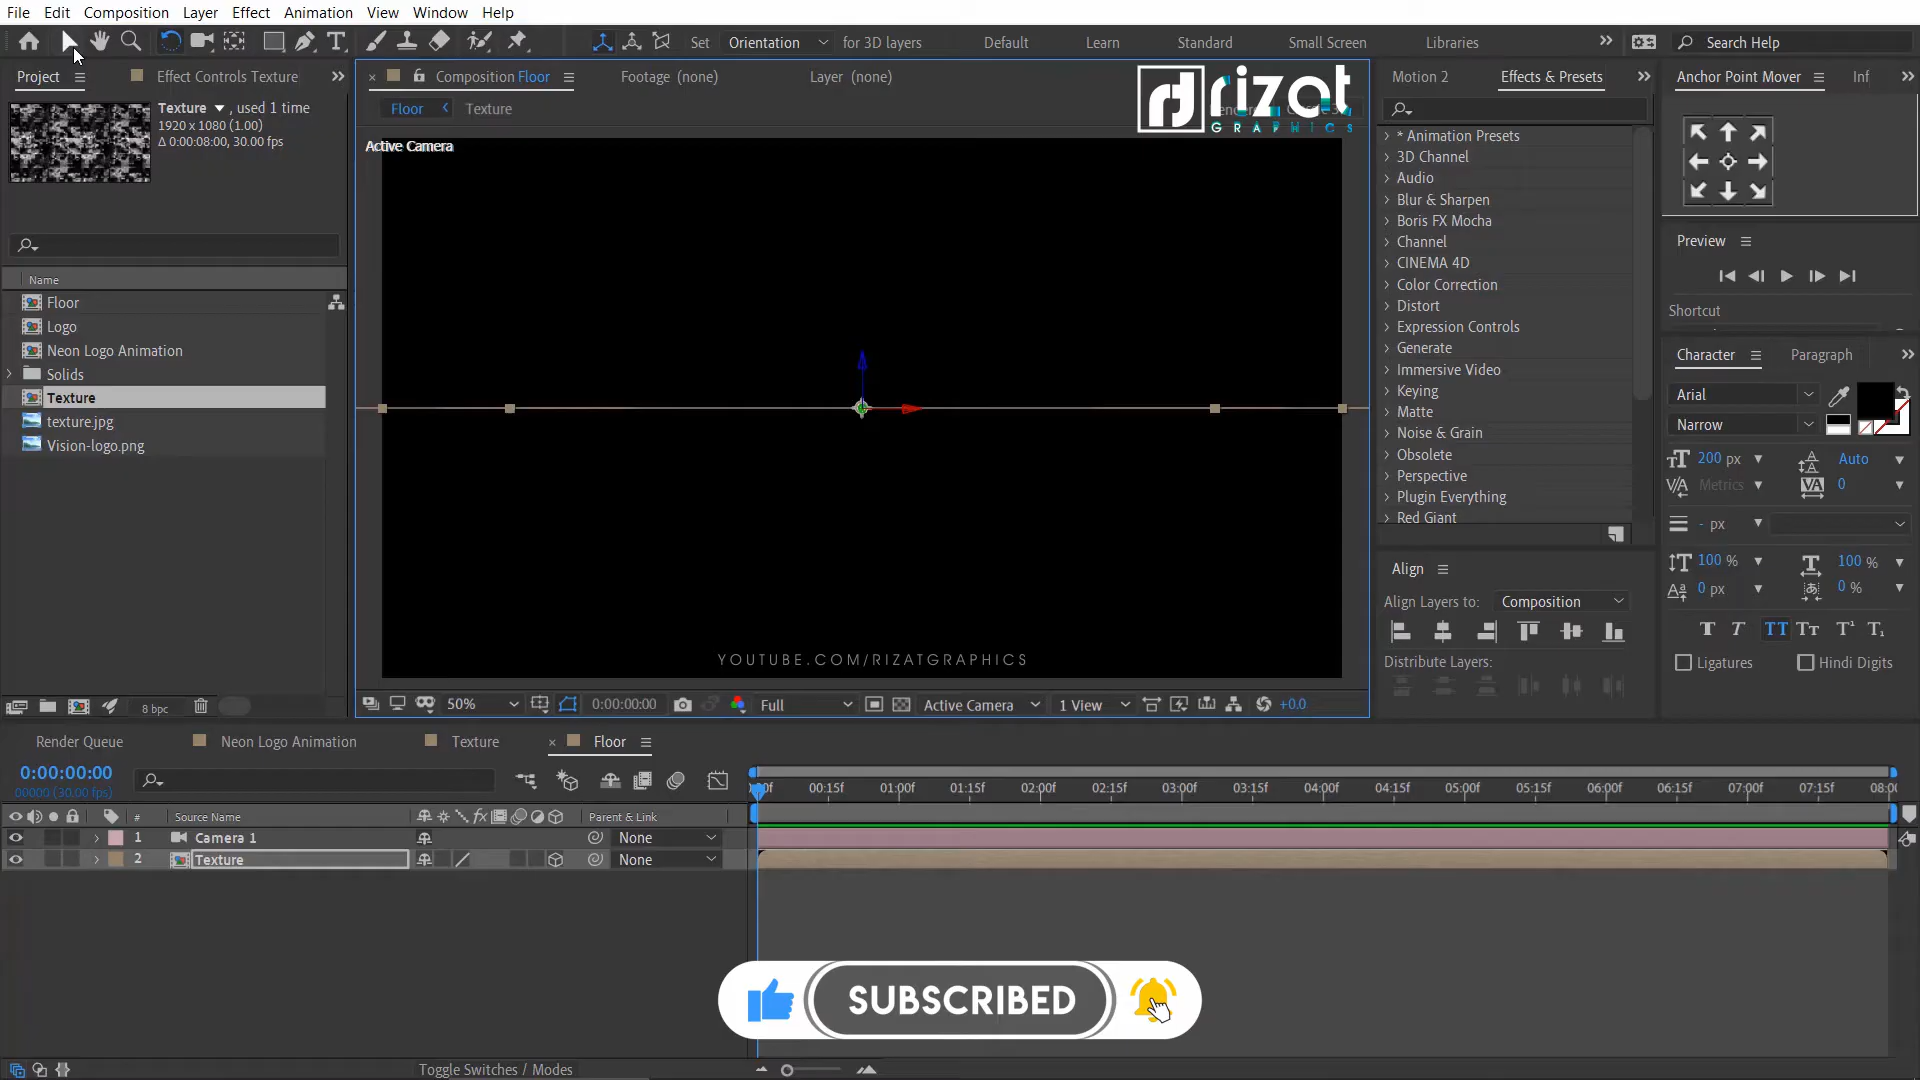 File Edit Composition Layer Effect Animation View Window Help
Set Orientation for 3D layers Default Learn Standard Small Screen Libraries Search Help
Project Effect Controls Texture
Composition Floor Footage (none) Layer (none)
Motion 2 Effects & Presets Anchor Point Mover Inf
Texture , used 1 time
1920 x 1080 (1.00)
Δ 0:00:08:00, 30.00 fps
Floor Texture
rizat
GRAPHICS
Active Camera
Name
Floor
Logo
Neon Logo Animation
Solids
Texture
texture.jpg
Vision-logo.png
8 bpc
YOUTUBE.COM/RIZATGRAPHICS
50% 0:00:00:00 Full Active Camera 1 View +0.0
* Animation Presets
3D Channel
Audio
Blur & Sharpen
Boris FX Mocha
Channel
CINEMA 4D
Color Correction
Distort
Expression Controls
Generate
Immersive Video
Keying
Matte
Noise & Grain
Obsolete
Perspective
Plugin Everything
Red Giant
Align
Align Layers to: Composition
Distribute Layers:
Preview
Shortcut
Character Paragraph
Arial
Narrow
200 px Auto
Metrics 0
- px
100 % 100 %
0 px 0 %
T T TT Tт T¹ T₁
Ligatures Hindi Digits
Render Queue Neon Logo Animation Texture Floor
0:00:00:00
00000 (30.00 fps)
00:15f 01:00f 01:15f 02:00f 02:15f 03:00f 03:15f 04:00f 04:15f 05:00f 05:15f 06:00f 06:15f 07:00f 07:15f 08:00
# Source Name Parent & Link
1 Camera 1 None
2 Texture None
SUBSCRIBED
Toggle Switches / Modes